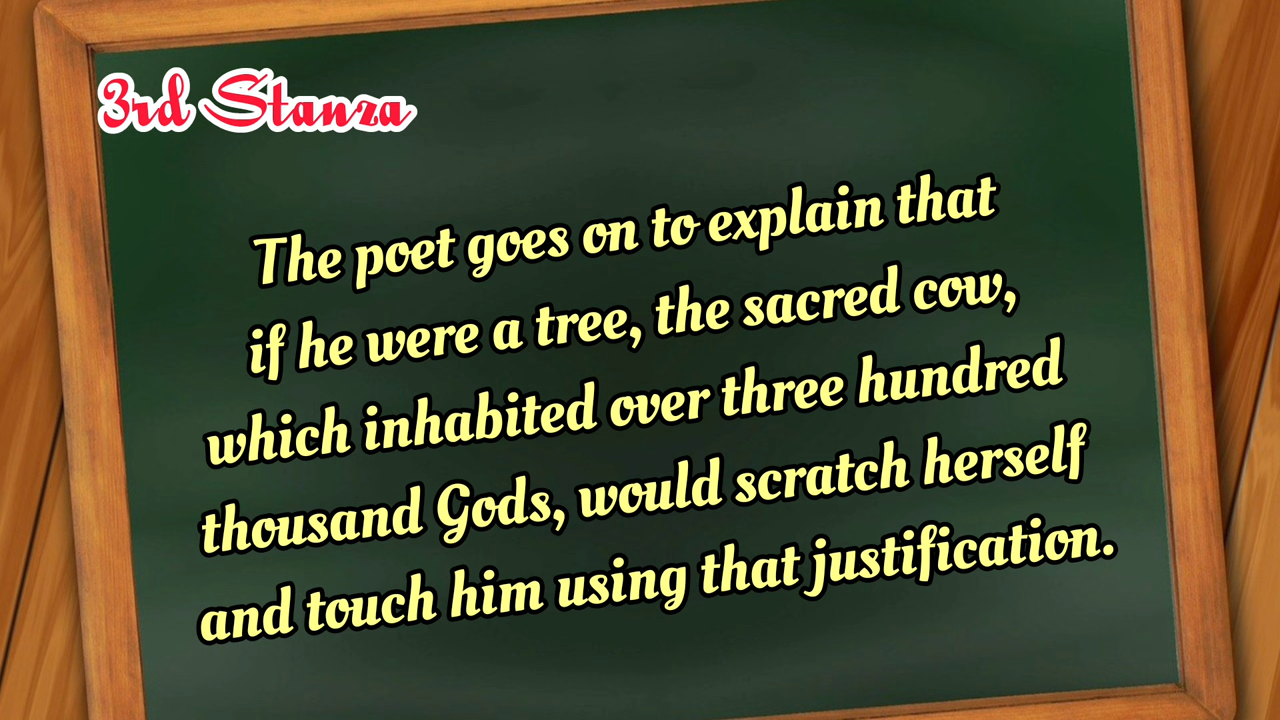 3rd Stanza
The poet goes on to explain that
if he were a tree, the sacred cow,
which inhabited over three hundred
thousand Gods, would scratch herself
and touch him using that justification.